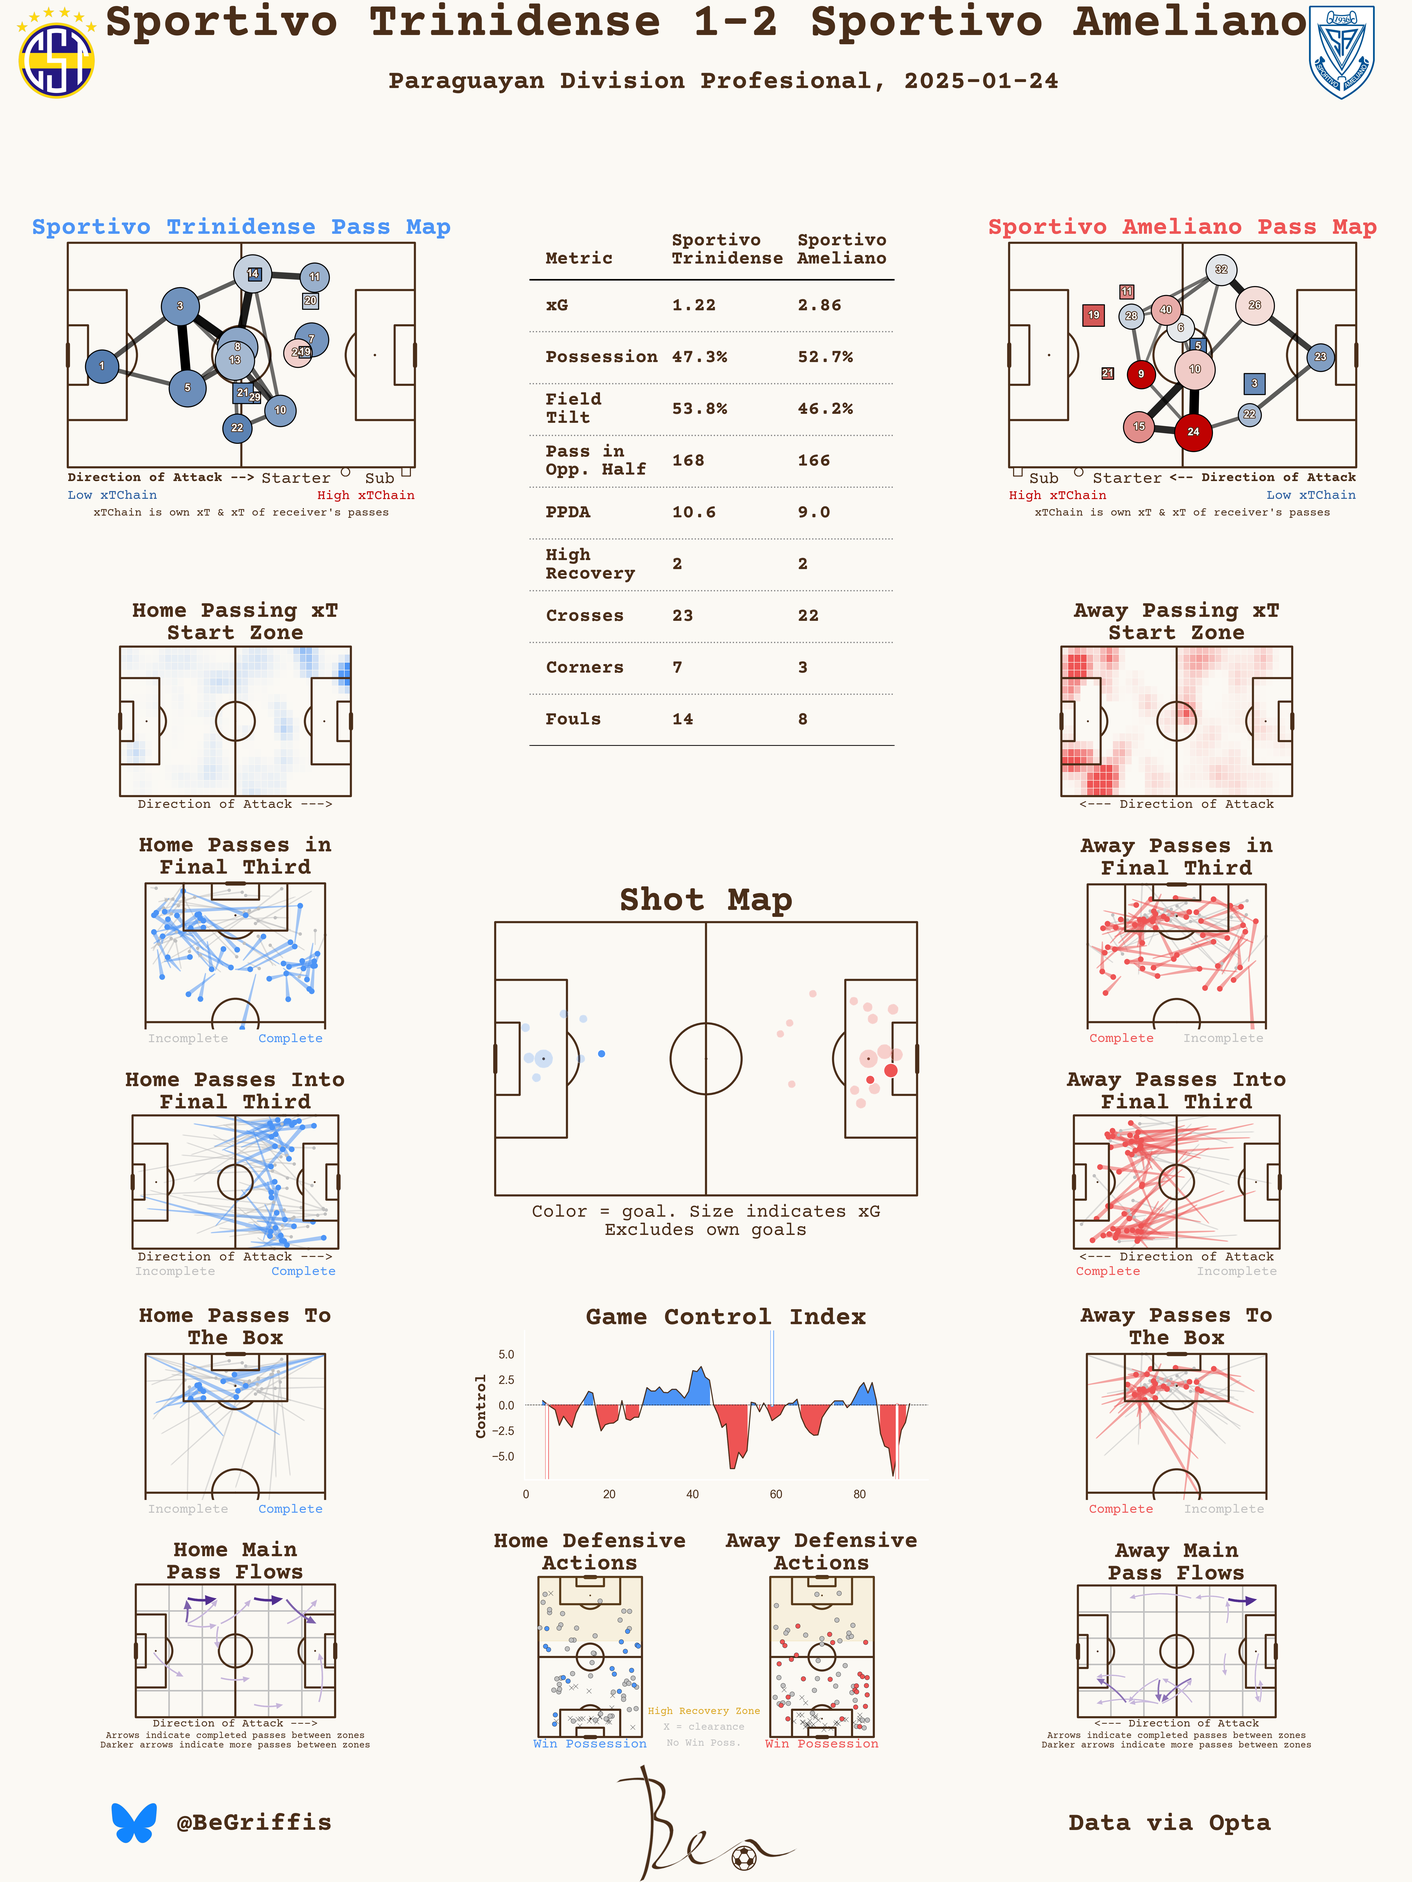 Sportivo Trinidense 1-2 Sportivo Ameliano
Paraguayan Division Profesional, 2025-01-24
Sportivo Trinidense Pass Map
1
3
5
8
13
14
11
20
7
2
19
21
29
10
22
Direction of Attack --> Starter Sub
Low xTChain High xTChain
xTChain is own xT & xT of receiver's passes
Metric Sportivo Trinidense Sportivo Ameliano
xG 1.22 2.86
Possession 47.3% 52.7%
Field Tilt 53.8% 46.2%
Pass in Opp. Half 168 166
PPDA 10.6 9.0
High Recovery 2 2
Crosses 23 22
Corners 7 3
Fouls 14 8
Sportivo Ameliano Pass Map
32
11
19
28
40
6
26
5
23
21
9
10
3
22
15
24
Sub Starter <-- Direction of Attack
High xTChain Low xTChain
xTChain is own xT & xT of receiver's passes
Home Passing xT
Start Zone
Direction of Attack --->
Away Passing xT
Start Zone
<--- Direction of Attack
Home Passes in
Final Third
Incomplete Complete
Away Passes in
Final Third
Complete Incomplete
Shot Map
Color = goal. Size indicates xG
Excludes own goals
Home Passes Into
Final Third
Direction of Attack --->
Incomplete Complete
Away Passes Into
Final Third
<--- Direction of Attack
Complete Incomplete
Home Passes To
The Box
Incomplete Complete
Game Control Index
Control
5.0
2.5
0.0
−2.5
−5.0
0 20 40 60 80
Away Passes To
The Box
Complete Incomplete
Home Main
Pass Flows
Direction of Attack --->
Arrows indicate completed passes between zones
Darker arrows indicate more passes between zones
Home Defensive
Actions
Win Possession
Away Defensive
Actions
Win Possession
High Recovery Zone
X = clearance
No Win Poss.
Away Main
Pass Flows
<--- Direction of Attack
Arrows indicate completed passes between zones
Darker arrows indicate more passes between zones
@BeGriffis
Ben
Data via Opta